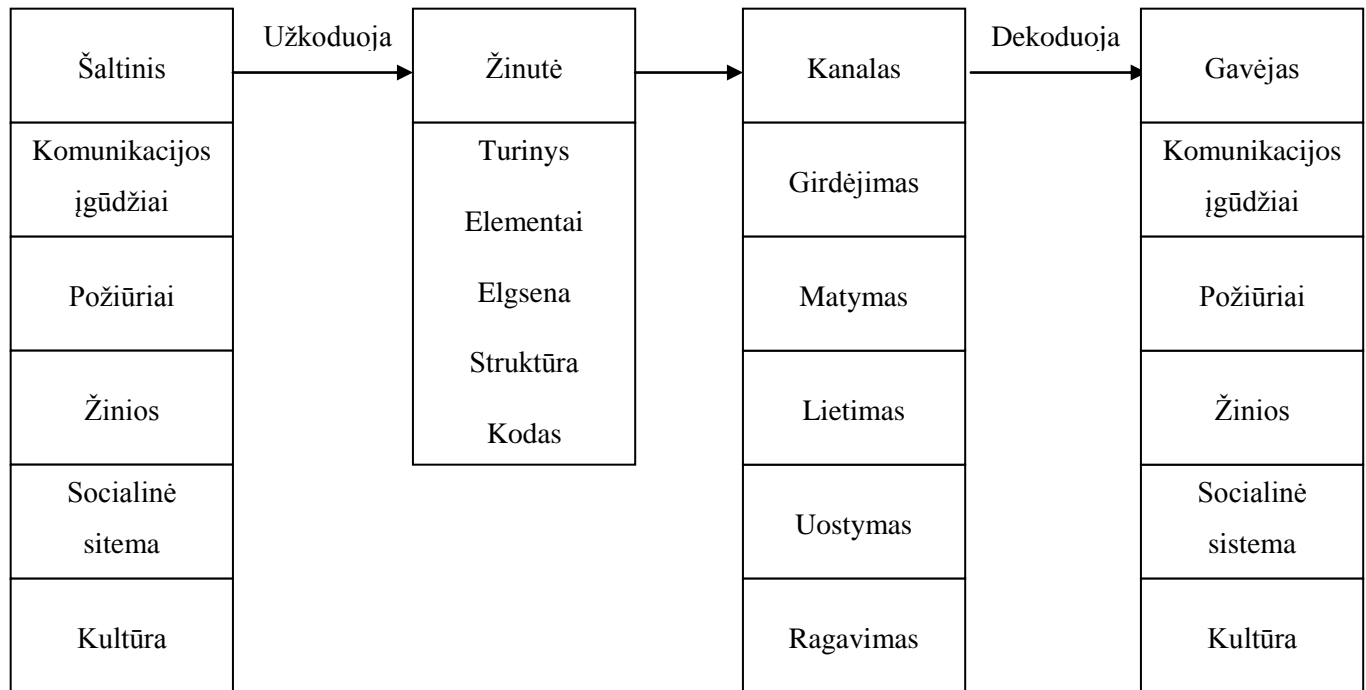 Šaltinis
Užkoduoja
Žinutė
Kanalas
Dekoduoja
Gavėjas
Komunikacijos
įgūdžiai
Požiūriai
Žinios
Socialinė
sitema
Kultūra
Turinys
Elementai
Elgsena
Struktūra
Kodas
Girdėjimas
Matymas
Lietimas
Uostymas
Ragavimas
Komunikacijos
įgūdžiai
Požiūriai
Žinios
Socialinė
sistema
Kultūra